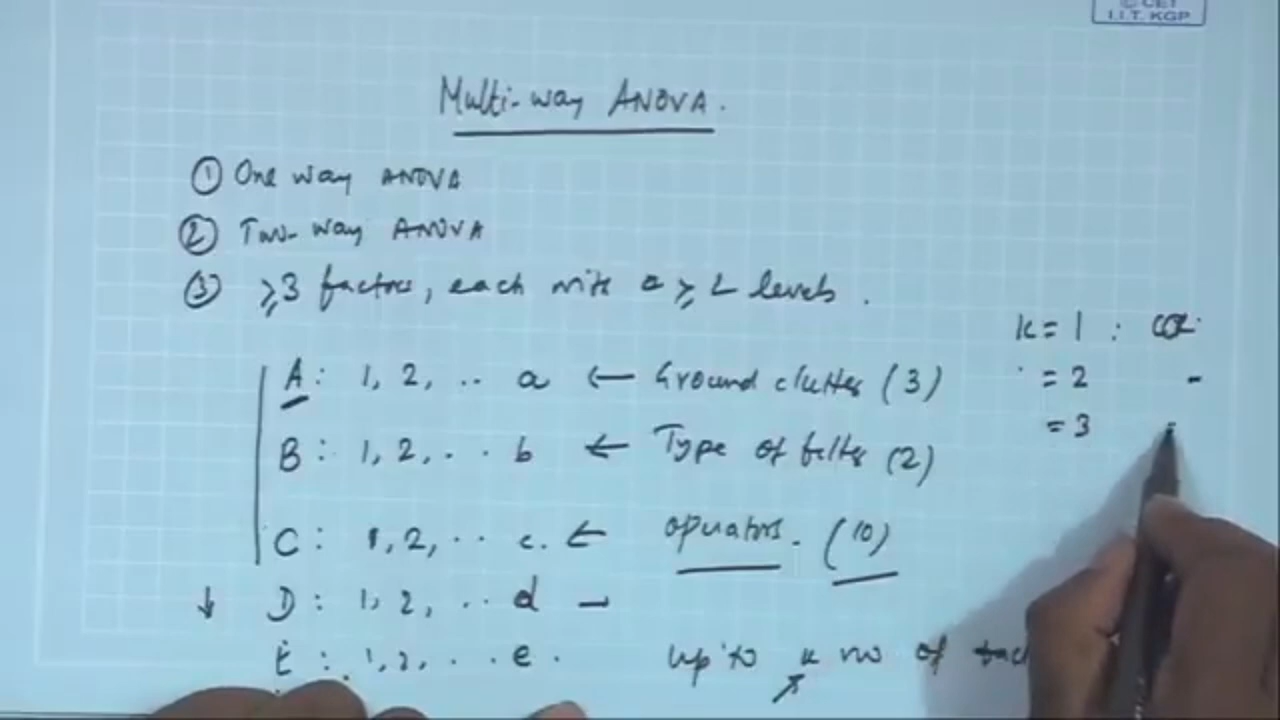 © CET
I.I.T. KGP
Multi-way ANOVA.
① One way ANOVA
② Two-way ANOVA
③ ≥3 factors, each with a ≥ 2 levels.
A : 1, 2, .. a ← Ground clutter (3)
B : 1, 2, .. b ← Type of filter (2)
C : 1, 2, .. c. ← operators. (10)
↓ D : 1, 2, .. d –
E : 1, 2, .. e . up to k no of
k = 1 :
= 2 -
= 3